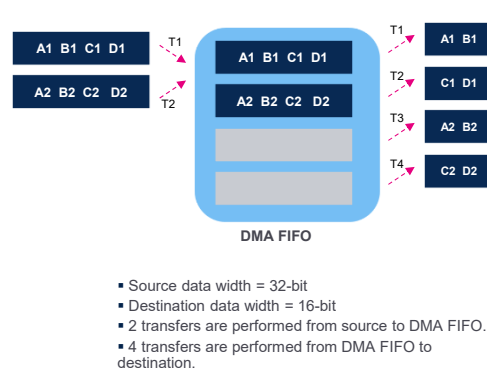 A1 B1 C1 D1
T1
A2 B2 C2 D2
T2
A1 B1 C1 D1
A2 B2 C2 D2
DMA FIFO
T1
A1 B1
T2
C1 D1
T3
A2 B2
T4
C2 D2
▪ Source data width = 32-bit
▪ Destination data width = 16-bit
▪ 2 transfers are performed from source to DMA FIFO.
▪ 4 transfers are performed from DMA FIFO to
destination.